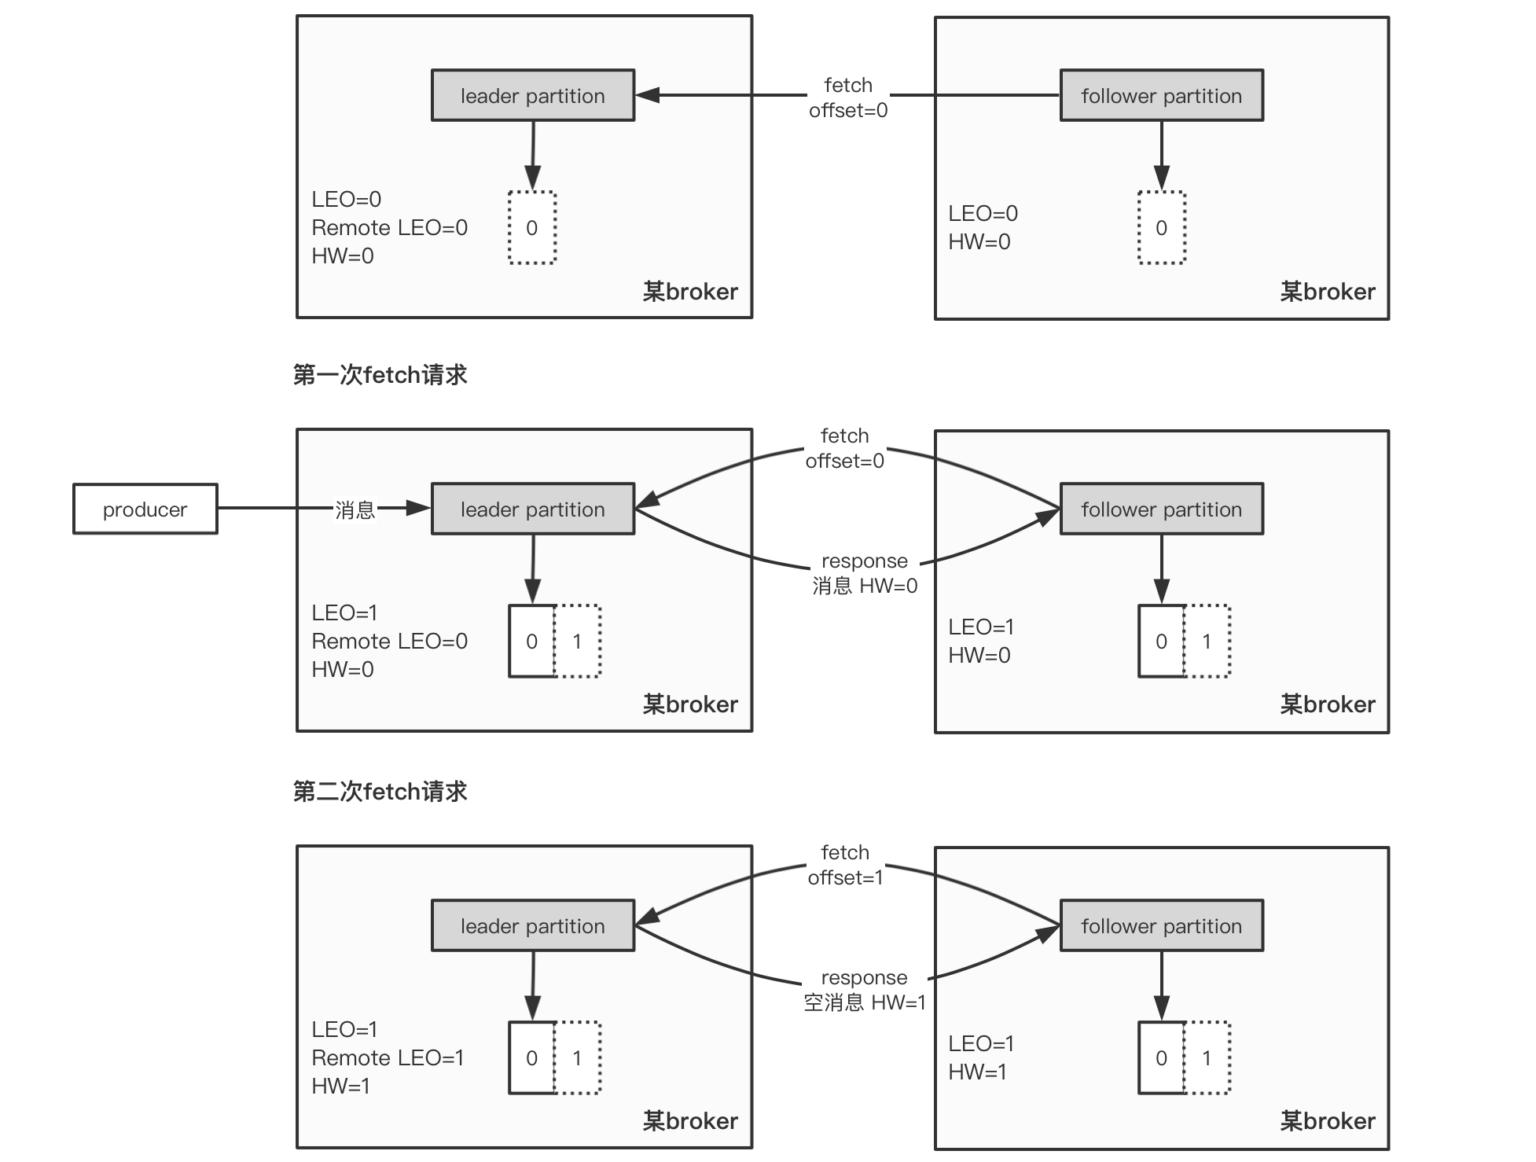 leader partition
fetch
offset=0
follower partition
LEO=0
Remote LEO=0
HW=0
0
某broker
LEO=0
HW=0
0
某broker
第一次fetch请求
producer
消息
leader partition
fetch
offset=0
response
消息 HW=0
follower partition
LEO=1
Remote LEO=0
HW=0
0 1
某broker
LEO=1
HW=0
0 1
某broker
第二次fetch请求
leader partition
fetch
offset=1
response
空消息 HW=1
follower partition
LEO=1
Remote LEO=1
HW=1
0 1
某broker
LEO=1
HW=1
0 1
某broker